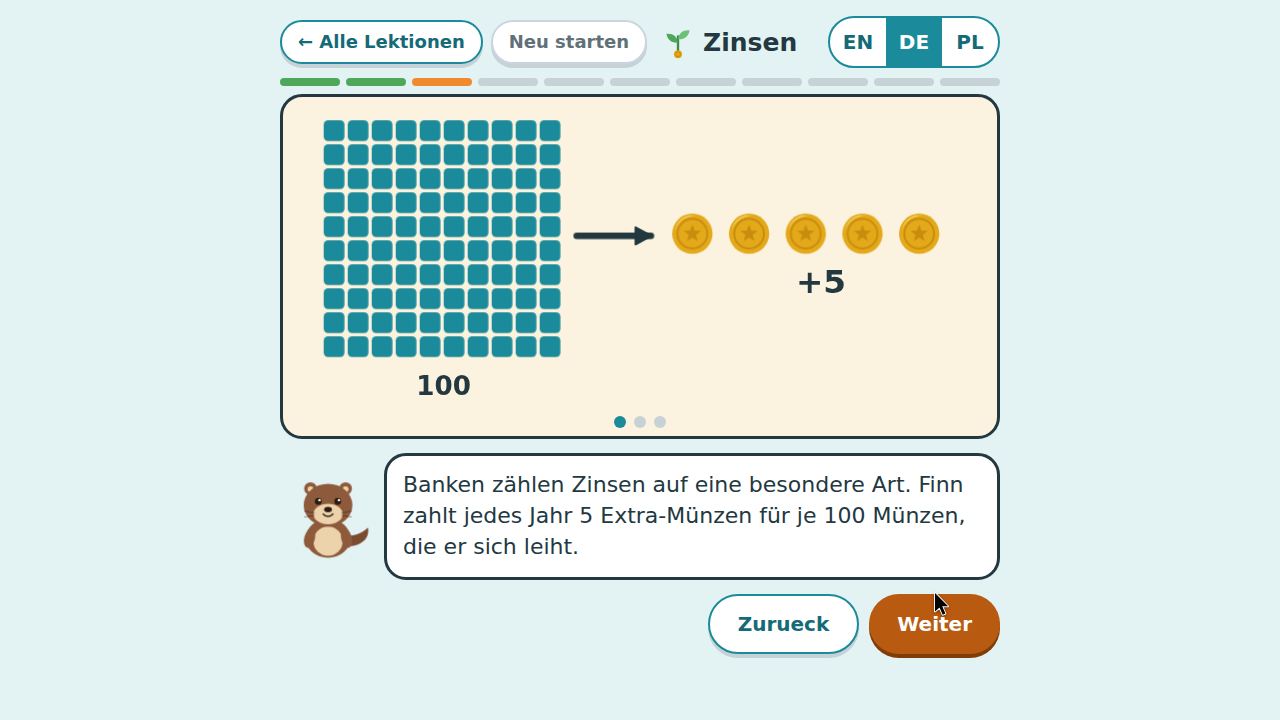 ← Alle Lektionen
Neu starten
Zinsen
EN DE PL
+5
100
Banken zählen Zinsen auf eine besondere Art. Finn
zahlt jedes Jahr 5 Extra-Münzen für je 100 Münzen,
die er sich leiht.
Zurueck
Weiter